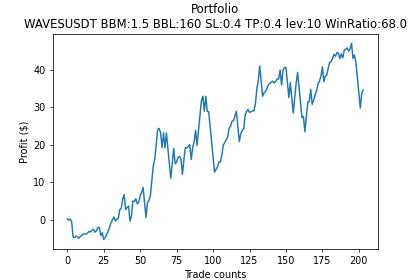 Portfolio
WAVESUSDT BBM:1.5 BBL:160 SL:0.4 TP:0.4 lev:10 WinRatio:68.0
Profit ($)
40
30
20
10
0
0 25 50 75 100 125 150 175 200
Trade counts